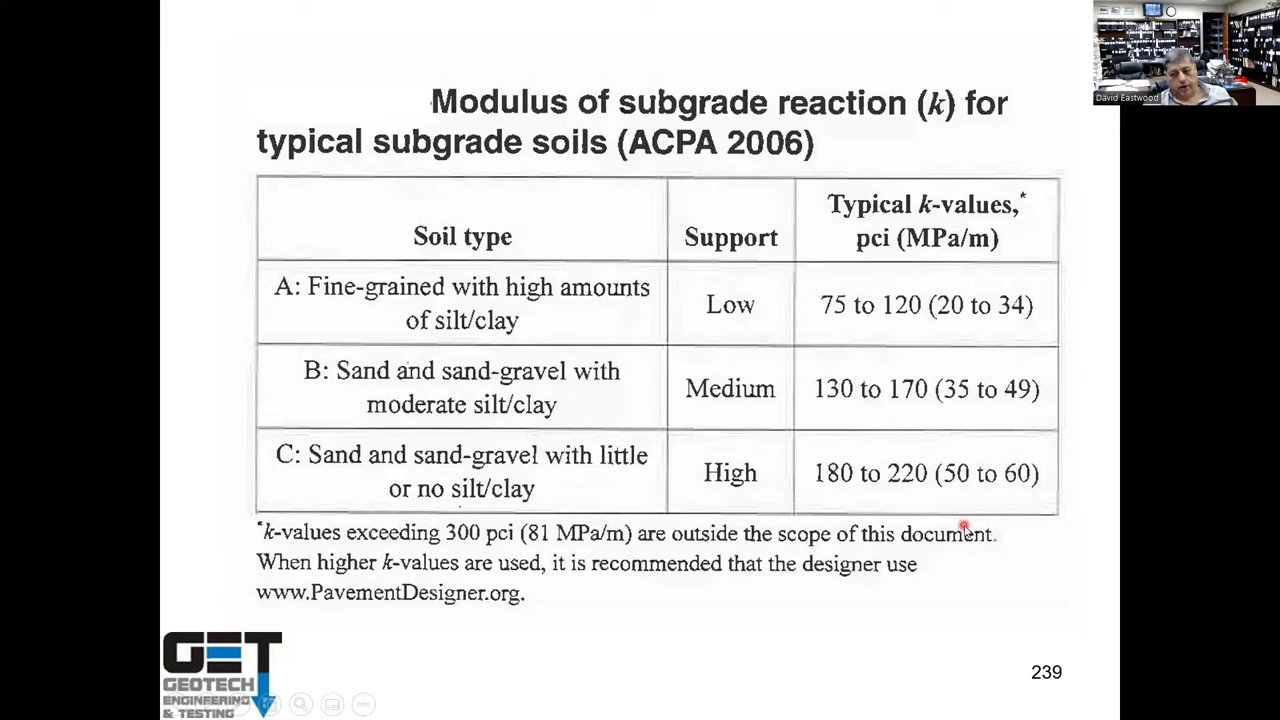 David Eastwood
Modulus of subgrade reaction (k) for
typical subgrade soils (ACPA 2006)
Soil type
Support
Typical k-values,*
pci (MPa/m)
A: Fine-grained with high amounts
of silt/clay
Low
75 to 120 (20 to 34)
B: Sand and sand-gravel with
moderate silt/clay
Medium
130 to 170 (35 to 49)
C: Sand and sand-gravel with little
or no silt/clay
High
180 to 220 (50 to 60)
*k-values exceeding 300 pci (81 MPa/m) are outside the scope of this document.
When higher k-values are used, it is recommended that the designer use
www.PavementDesigner.org.
GET
GEOTECH
ENGINEERING
& TESTING
239